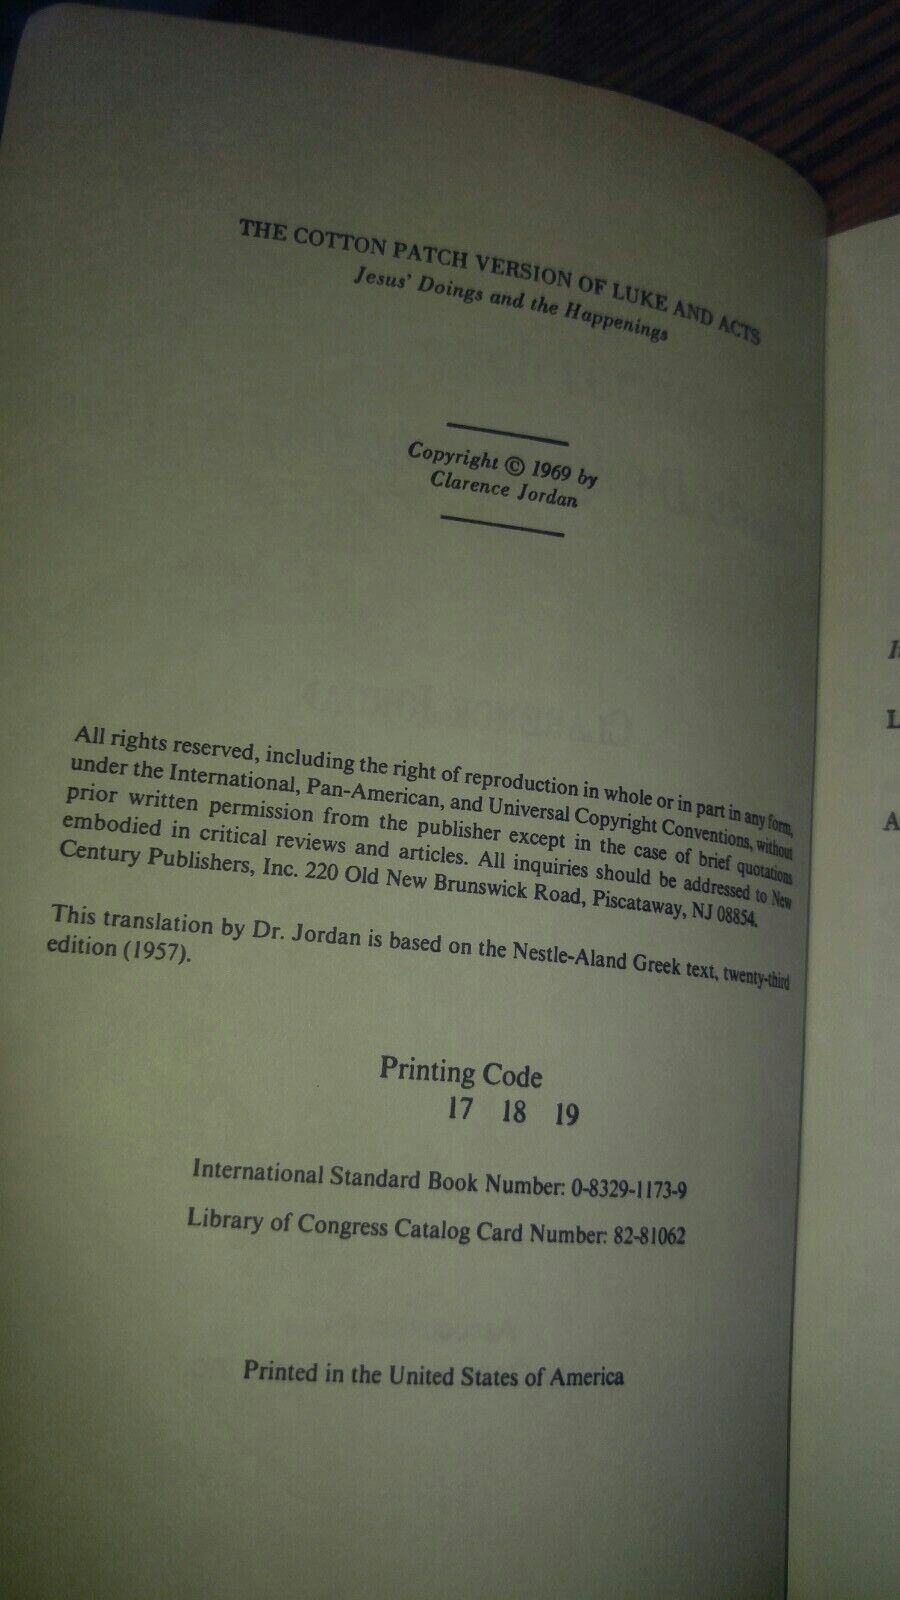 THE COTTON PATCH VERSION OF LUKE AND ACTS
Jesus' Doings and the Happenings
Copyright © 1969 by
Clarence Jordan
All rights reserved, including the right of reproduction in whole or in part in any form,
under the International, Pan-American, and Universal Copyright Conventions, without
prior written permission from the publisher except in the case of brief quotations
embodied in critical reviews and articles. All inquiries should be addressed to New
Century Publishers, Inc. 220 Old New Brunswick Road, Piscataway, NJ 08854.
This translation by Dr. Jordan is based on the Nestle-Aland Greek text, twenty-third
edition (1957).
Printing Code
17 18 19
International Standard Book Number: 0-8329-1173-9
Library of Congress Catalog Card Number: 82-81062
Printed in the United States of America